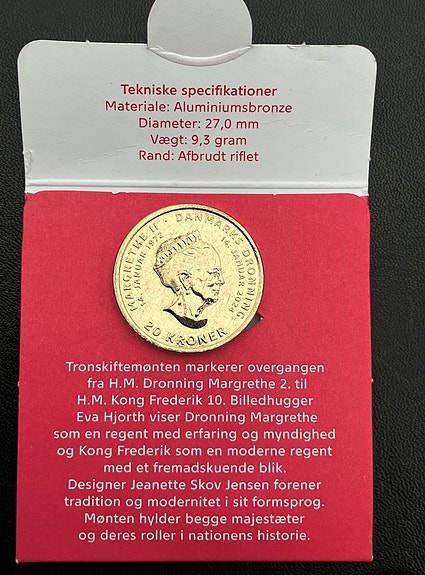 Tekniske specifikationer
Materiale: Aluminiumsbronze
Diameter: 27,0 mm
Vægt: 9,3 gram
Rand: Afbrudt riflet
MARGRETHE II · DANMARKS DRONNING
14. JANUAR 1972
14. JANUAR 2024
20 KRONER
Tronskiftemønten markerer overgangen
fra H.M. Dronning Margrethe 2. til
H.M. Kong Frederik 10. Billedhugger
Eva Hjorth viser Dronning Margrethe
som en regent med erfaring og myndighed
og Kong Frederik som en moderne regent
med et fremadskuende blik.
Designer Jeanette Skov Jensen forener
tradition og modernitet i sit formsprog.
Mønten hylder begge majestæter
og deres roller i nationens historie.